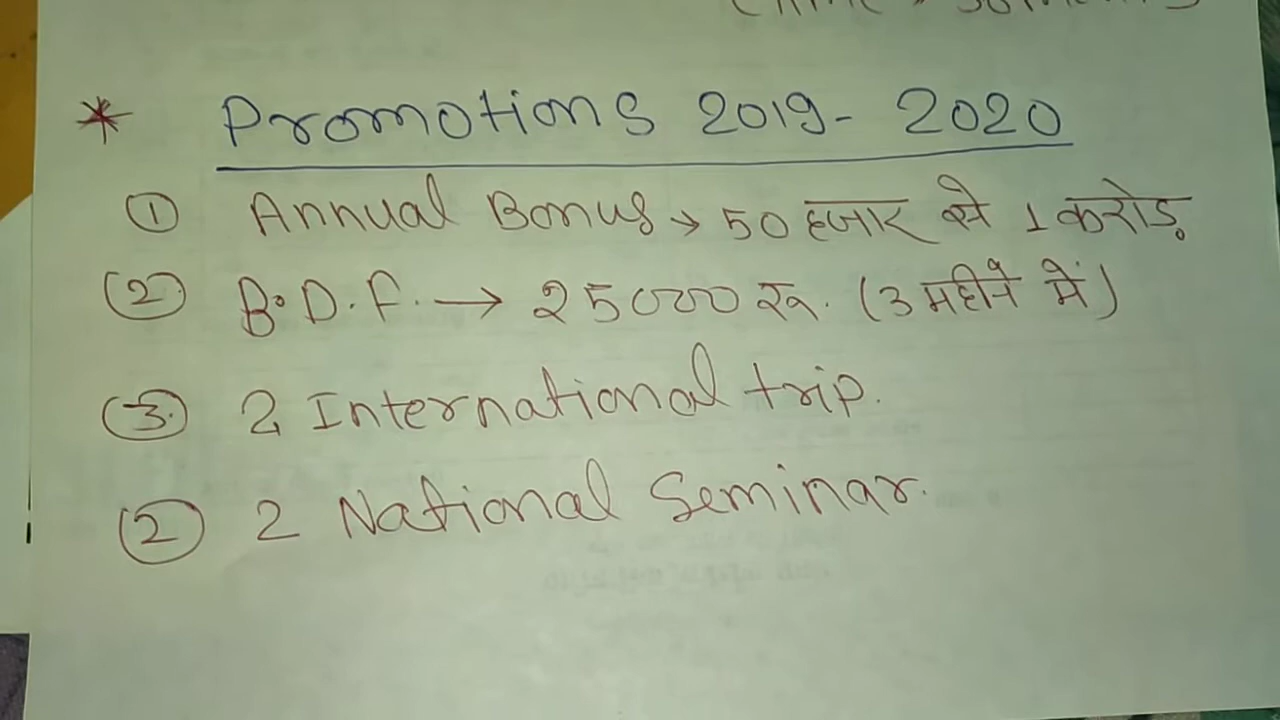 * Promotions 2019- 2020
① Annual Bonus → 50 हजार से 1 करोड़
(2) B.D.F. → 25000 रू. (3 महीने में)
(3.) 2 International trip.
(2) 2 National Seminar.